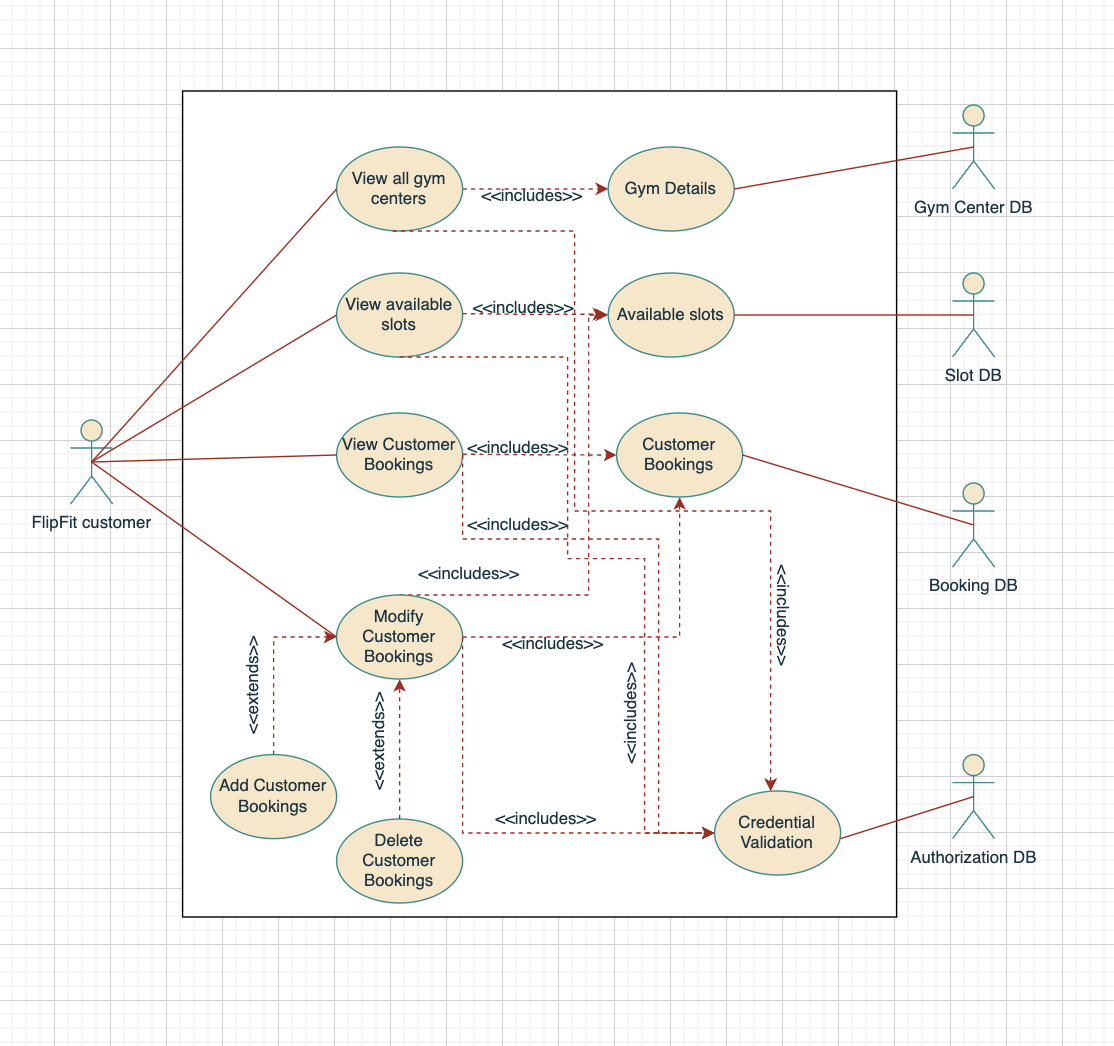 View all gym
centers
<<includes>>
Gym Details
Gym Center DB
View available
slots
<<includes>>
Available slots
Slot DB
FlipFit customer
View Customer
Bookings
<<includes>>
Customer
Bookings
<<includes>>
Booking DB
<<includes>>
Modify
Customer
Bookings
<<includes>>
<<includes>>
<<includes>>
<<extends>>
<<extends>>
Add Customer
Bookings
Delete
Customer
Bookings
<<includes>>
Credential
Validation
Authorization DB